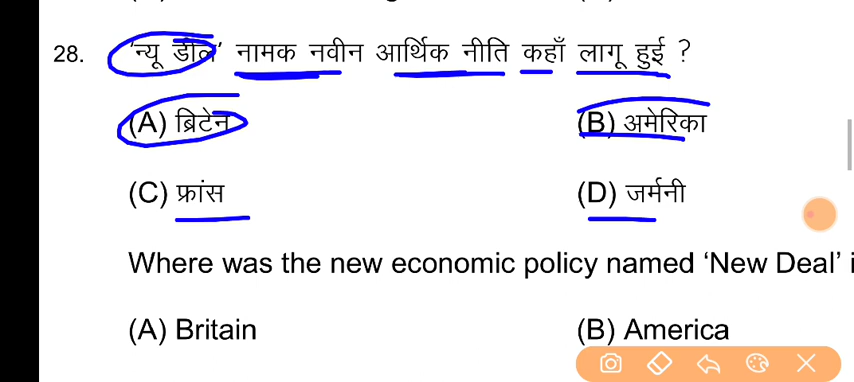 28. 'न्यू डील' नामक नवीन आर्थिक नीति कहाँ लागू हुई ?
(A) ब्रिटेन (B) अमेरिका
(C) फ्रांस (D) जर्मनी
Where was the new economic policy named ‘New Deal’ i
(A) Britain (B) America